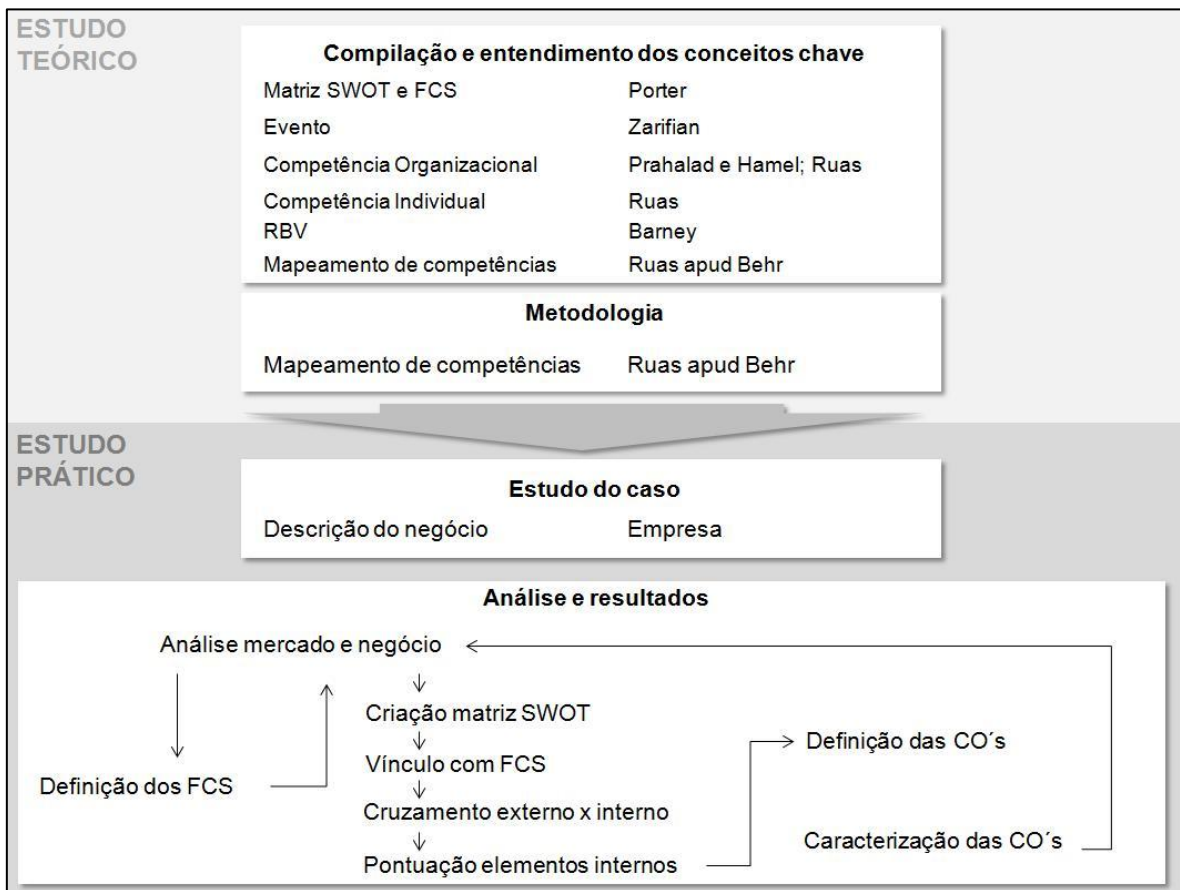 ESTUDO
TEÓRICO
Compilação e entendimento dos conceitos chave
Matriz SWOT e FCS Porter
Evento Zarifian
Competência Organizacional Prahalad e Hamel; Ruas
Competência Individual Ruas
RBV Barney
Mapeamento de competências Ruas apud Behr
Metodologia
Mapeamento de competências Ruas apud Behr
ESTUDO
PRÁTICO
Estudo do caso
Descrição do negócio Empresa
Análise e resultados
Análise mercado e negócio
Definição dos FCS
Criação matriz SWOT
Vínculo com FCS
Cruzamento externo x interno
Pontuação elementos internos
Definição das CO´s
Caracterização das CO´s